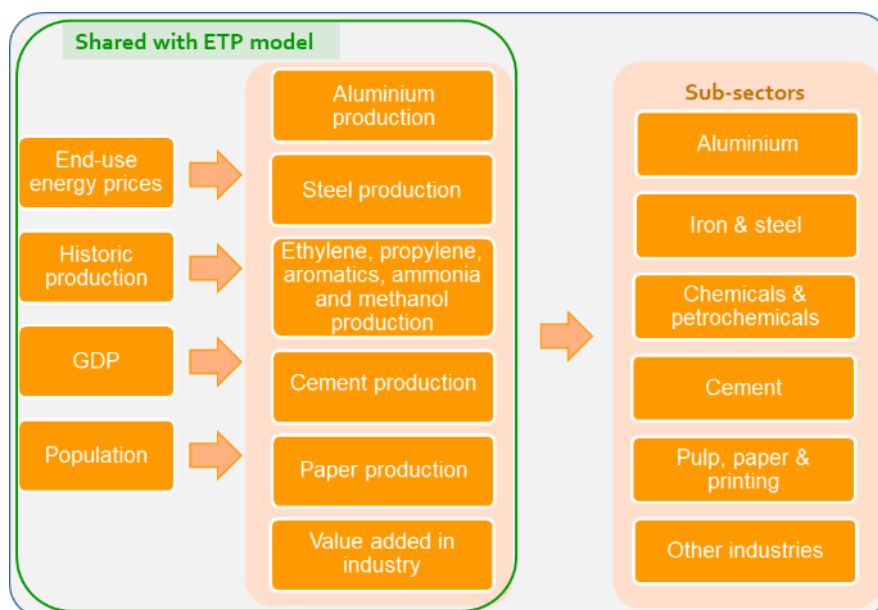 Shared with ETP model
End-use
energy prices
Historic
production
GDP
Population
Aluminium
production
Steel production
Ethylene, propylene,
aromatics, ammonia
and methanol
production
Cement production
Paper production
Value added in
industry
Sub-sectors
Aluminium
Iron & steel
Chemicals &
petrochemicals
Cement
Pulp, paper &
printing
Other industries